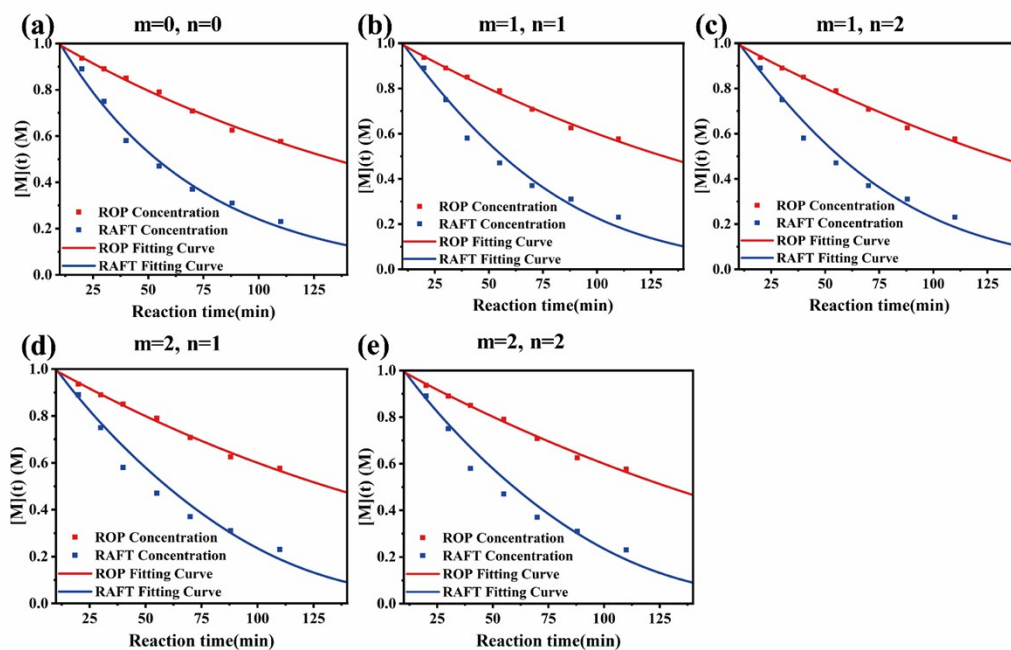 (a)
m=0, n=0
1.0
0.8
0.6
0.4
0.2
0.0
[M](t) (M)
ROP Concentration
RAFT Concentration
ROP Fitting Curve
RAFT Fitting Curve
25 50 75 100 125
Reaction time(min)
(b)
m=1, n=1
1.0
0.8
0.6
0.4
0.2
0.0
[M](t) (M)
ROP Concentration
RAFT Concentration
ROP Fitting Curve
RAFT Fitting Curve
25 50 75 100 125
Reaction time(min)
(c)
m=1, n=2
1.0
0.8
0.6
0.4
0.2
0.0
[M](t) (M)
ROP Concentration
RAFT Concentration
ROP Fitting Curve
RAFT Fitting Curve
25 50 75 100 125
Reaction time(min)
(d)
m=2, n=1
1.0
0.8
0.6
0.4
0.2
0.0
[M](t) (M)
ROP Concentration
RAFT Concentration
ROP Fitting Curve
RAFT Fitting Curve
25 50 75 100 125
Reaction time(min)
(e)
m=2, n=2
1.0
0.8
0.6
0.4
0.2
0.0
[M](t) (M)
ROP Concentration
RAFT Concentration
ROP Fitting Curve
RAFT Fitting Curve
25 50 75 100 125
Reaction time(min)